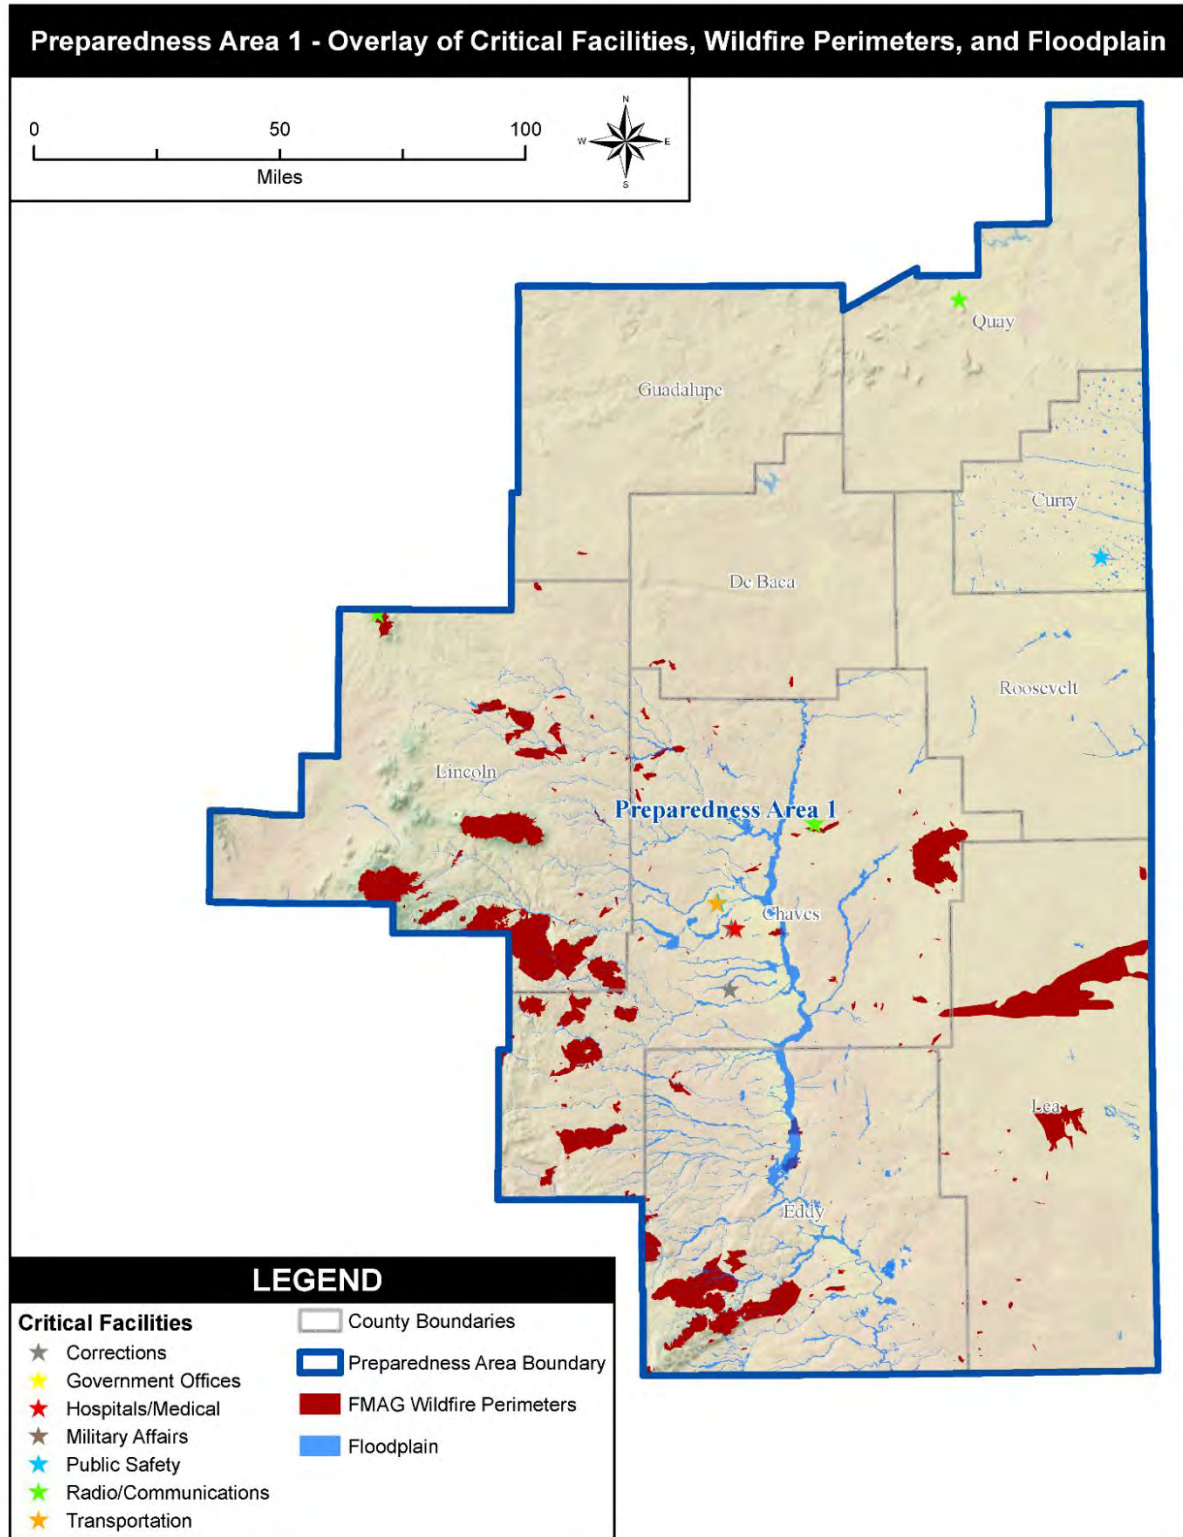 Preparedness Area 1 - Overlay of Critical Facilities, Wildfire Perimeters, and Floodplain
0 50 100
Miles
N
W E
S
Quay
Guadalupe
Curry
De Baca
Roosevelt
Lincoln
Preparedness Area 1
Chaves
Lea
Eddy
LEGEND
Critical Facilities
Corrections
Government Offices
Hospitals/Medical
Military Affairs
Public Safety
Radio/Communications
Transportation
County Boundaries
Preparedness Area Boundary
FMAG Wildfire Perimeters
Floodplain